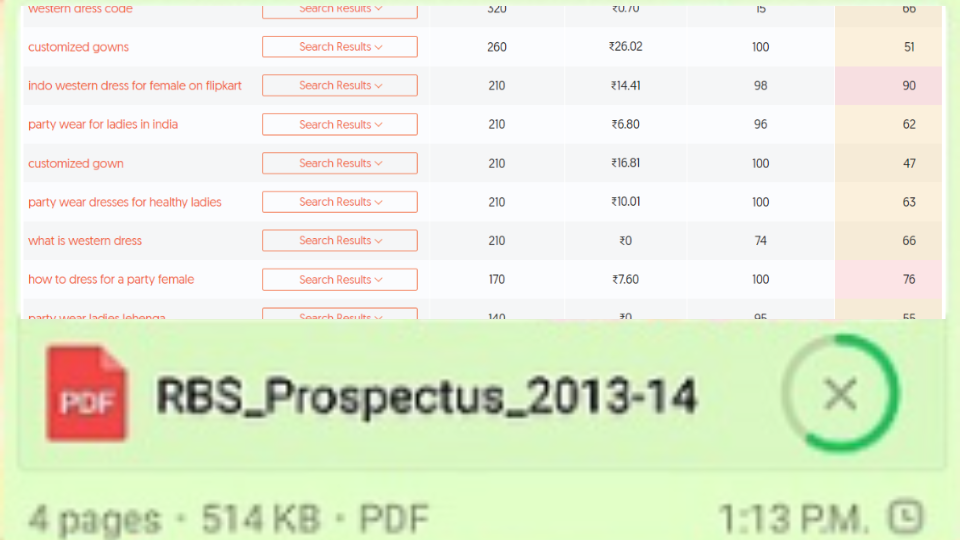 western dress code Search Results 320 ₹0.70 15 66
customized gowns Search Results 260 ₹26.02 100 51
indo western dress for female on flipkart Search Results 210 ₹14.41 98 90
party wear for ladies in india Search Results 210 ₹6.80 96 62
customized gown Search Results 210 ₹16.81 100 47
party wear dresses for healthy ladies Search Results 210 ₹10.01 100 63
what is western dress Search Results 210 ₹0 74 66
how to dress for a party female Search Results 170 ₹7.60 100 76
party wear ladies lehenga Search Results 140 ₹0 95 55
PDF RBS_Prospectus_2013-14
4 pages · 514 KB · PDF 1:13 P.M.